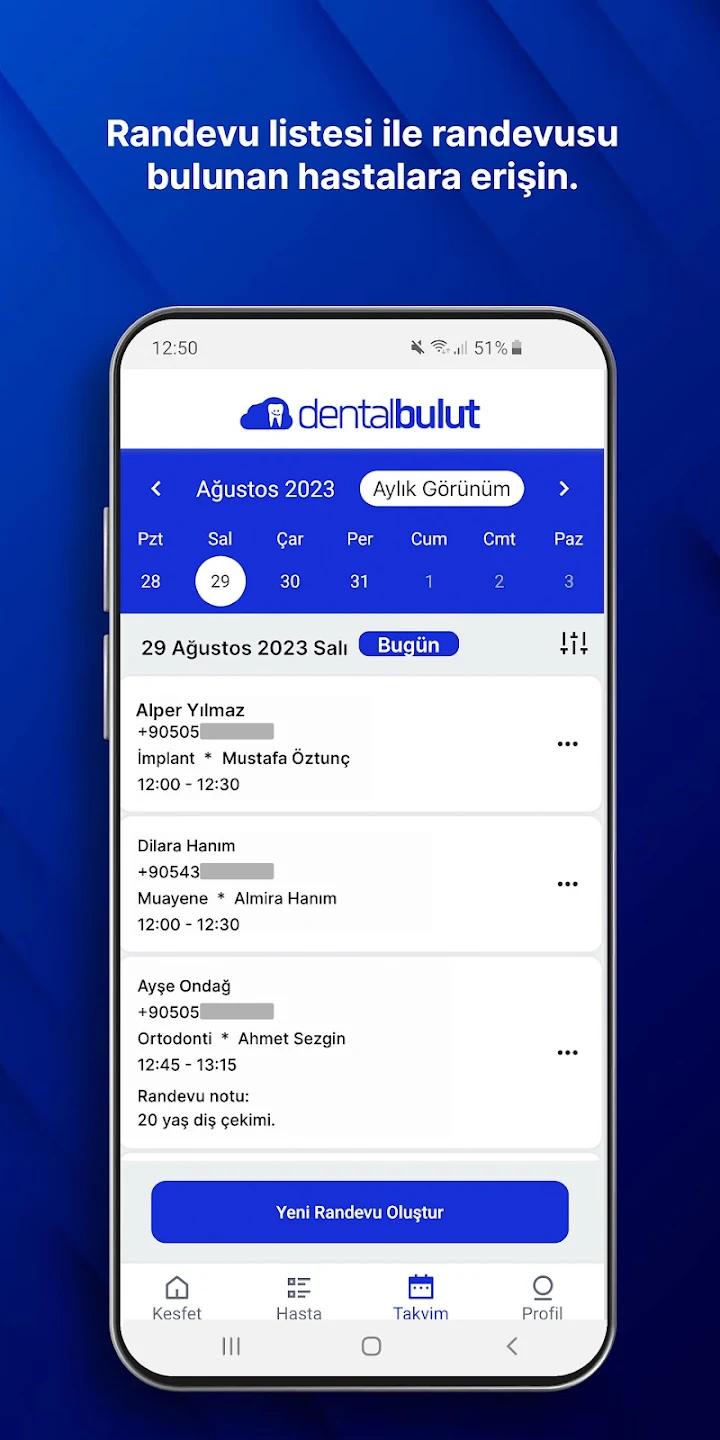 Randevu listesi ile randevusu
bulunan hastalara erişin.
12:50 51%
dentalbulut
Ağustos 2023 Aylık Görünüm
Pzt Sal Çar Per Cum Cmt Paz
28 29 30 31 1 2 3
29 Ağustos 2023 Salı Bugün
Alper Yılmaz
+90505
İmplant * Mustafa Öztunç
12:00 - 12:30
Dilara Hanım
+90543
Muayene * Almira Hanım
12:00 - 12:30
Ayşe Ondağ
+90505
Ortodonti * Ahmet Sezgin
12:45 - 13:15
Randevu notu:
20 yaş diş çekimi.
Yeni Randevu Oluştur
Kesfet Hasta Takvim Profil